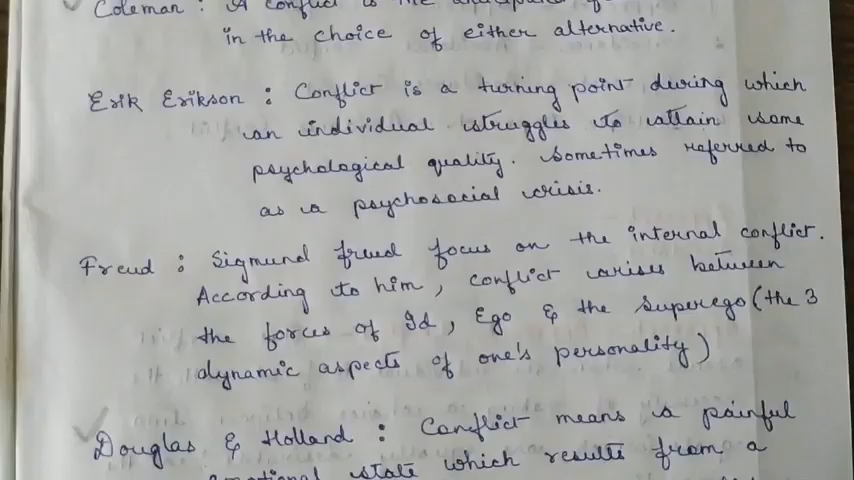 Coleman : A conflict is the anticipated
in the choice of either alternative.
Erik Erikson : Conflict is a turning point during which
an individual struggles to attain some
psychological quality. Sometimes referred to
as a psychosocial crisis.
Freud : Sigmund freud focus on the internal conflict.
According to him, conflict arises between
the forces of Id, Ego & the Superego (the 3
dynamic aspects of one's personality)
Douglas & Holland : Conflict means a painful
emotional state which results from a